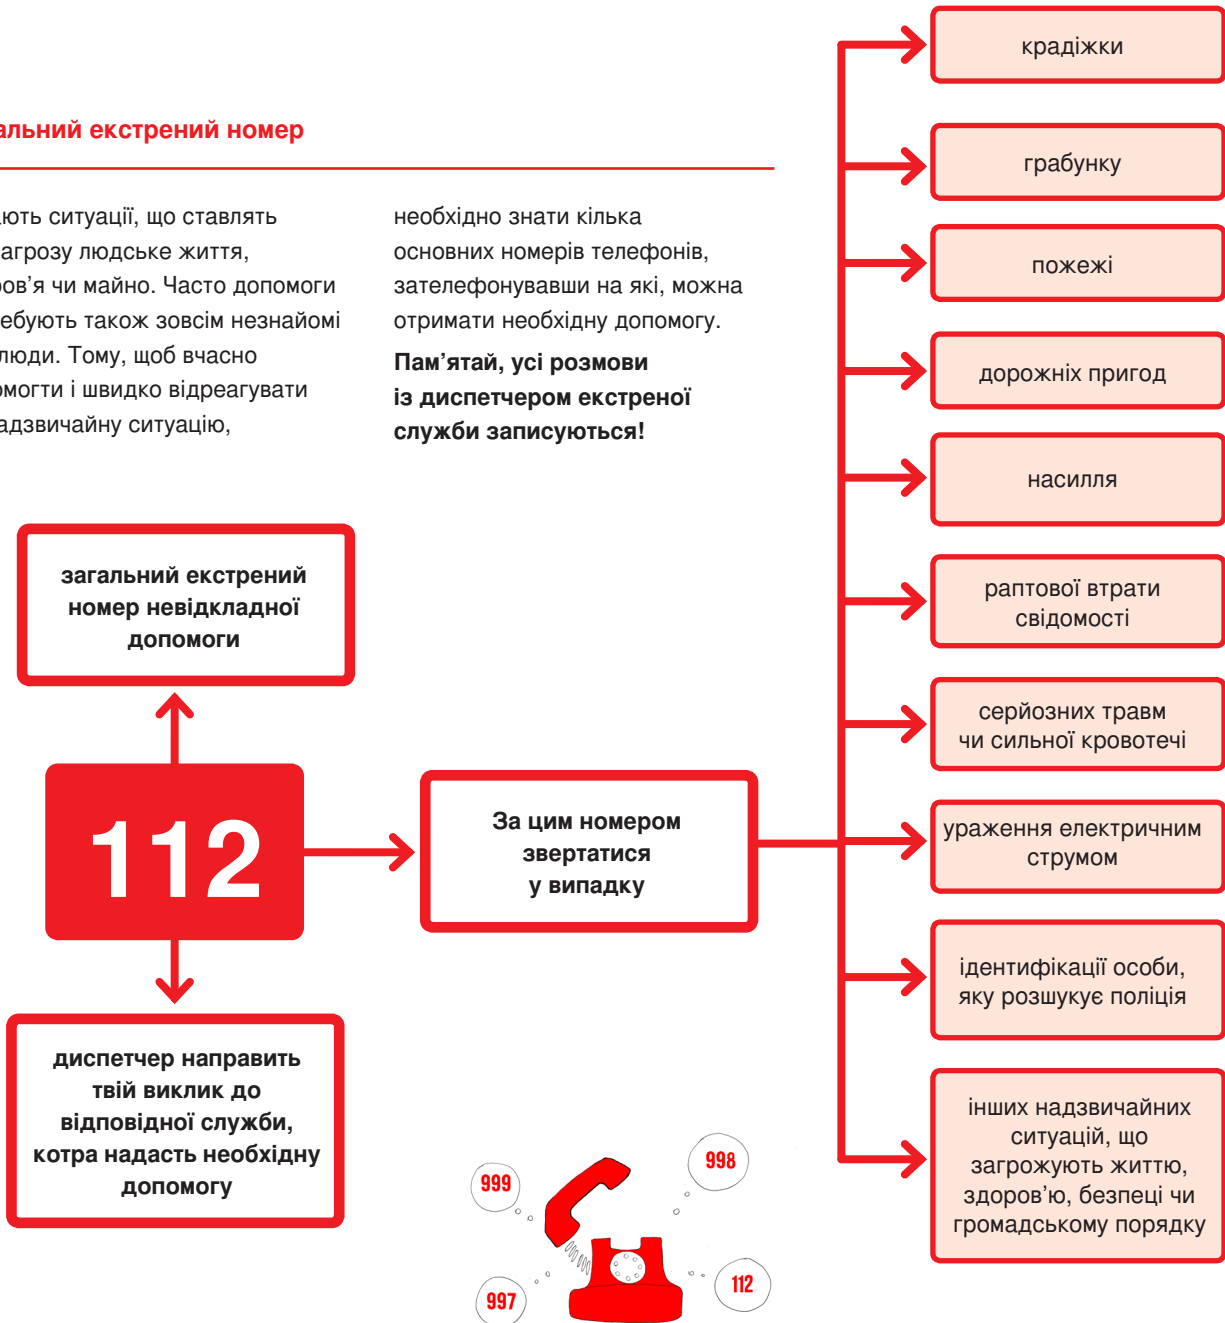 альний екстрений номер
ють ситуації, що ставлять
агрозу людське життя,
ов’я чи майно. Часто допомоги
ебують також зовсім незнайомі
люди. Тому, щоб вчасно
омогти і швидко відреагувати
адзвичайну ситуацію,
необхідно знати кілька
основних номерів телефонів,
зателефонувавши на які, можна
отримати необхідну допомогу.
Пам’ятай, усі розмови
із диспетчером екстреної
служби записуються!
загальний екстрений
номер невідкладної
допомоги
112
диспетчер направить
твій виклик до
відповідної служби,
котра надасть необхідну
допомогу
За цим номером
звертатися
у випадку
крадіжки
грабунку
пожежі
дорожніх пригод
насилля
раптової втрати
свідомості
серйозних травм
чи сильної кровотечі
ураження електричним
струмом
ідентифікації особи,
яку розшукує поліція
інших надзвичайних
ситуацій, що
загрожують життю,
здоров’ю, безпеці чи
громадському порядку
999
998
997
112